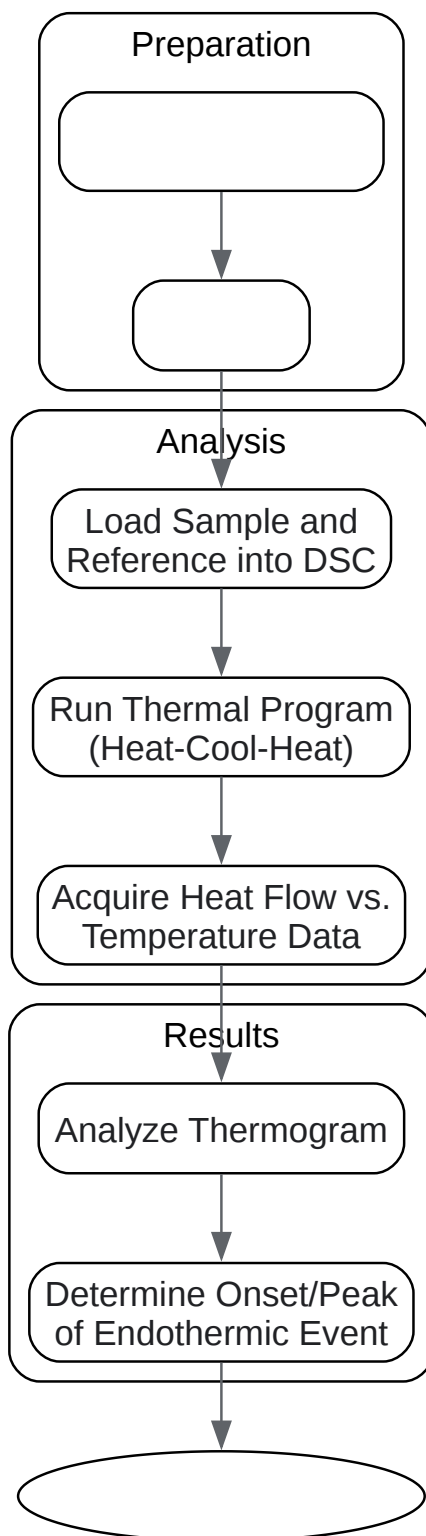 Preparation
Analysis
Load Sample and
Reference into DSC
Run Thermal Program
(Heat-Cool-Heat)
Acquire Heat Flow vs.
Temperature Data
Results
Analyze Thermogram
Determine Onset/Peak
of Endothermic Event